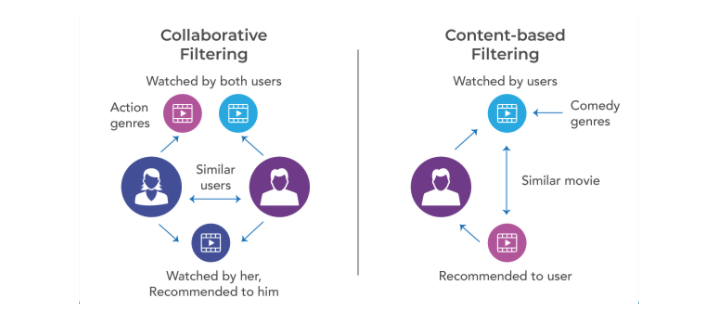 Collaborative
Filtering
Watched by both users
Action
genres
Similar
users
Watched by her,
Recommended to him
Content-based
Filtering
Watched by users
Comedy
genres
Similar movie
Recommended to user